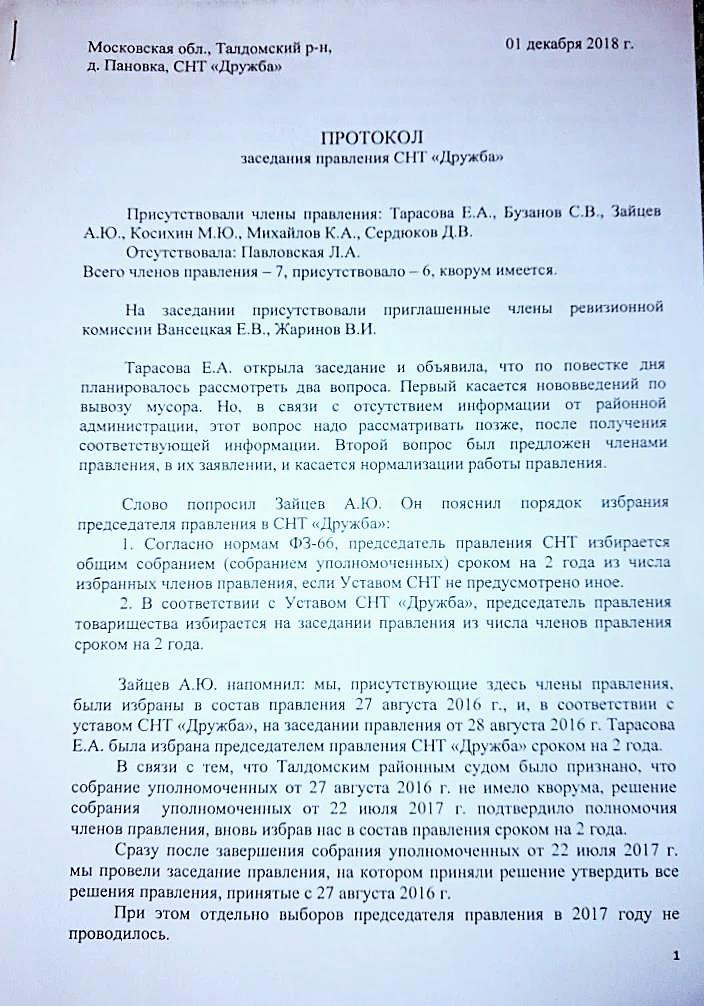 Московская обл., Талдомский р-н,
д. Пановка, СНТ «Дружба»
01 декабря 2018 г.
ПРОТОКОЛ
заседания правления СНТ «Дружба»
Присутствовали члены правления: Тарасова Е.А., Бузанов С.В., Зайцев
А.Ю., Косихин М.Ю., Михайлов К.А., Сердюков Д.В.
Отсутствовала: Павловская Л.А.
Всего членов правления – 7, присутствовало – 6, кворум имеется.
На заседании присутствовали приглашенные члены ревизионной
комиссии Вансецкая Е.В., Жаринов В.И.
Тарасова Е.А. открыла заседание и объявила, что по повестке дня
планировалось рассмотреть два вопроса. Первый касается нововведений по
вывозу мусора. Но, в связи с отсутствием информации от районной
администрации, этот вопрос надо рассматривать позже, после получения
соответствующей информации. Второй вопрос был предложен членами
правления, в их заявлении, и касается нормализации работы правления.
Слово попросил Зайцев А.Ю. Он пояснил порядок избрания
председателя правления в СНТ «Дружба»:
1. Согласно нормам ФЗ-66, председатель правления СНТ избирается
общим собранием (собранием уполномоченных) сроком на 2 года из числа
избранных членов правления, если Уставом СНТ не предусмотрено иное.
2. В соответствии с Уставом СНТ «Дружба», председатель правления
товарищества избирается на заседании правления из числа членов правления
сроком на 2 года.
Зайцев А.Ю. напомнил: мы, присутствующие здесь члены правления,
были избраны в состав правления 27 августа 2016 г., и, в соответствии с
уставом СНТ «Дружба», на заседании правления от 28 августа 2016 г. Тарасова
Е.А. была избрана председателем правления СНТ «Дружба» сроком на 2 года.
В связи с тем, что Талдомским районным судом было признано, что
собрание уполномоченных от 27 августа 2016 г. не имело кворума, решение
собрания уполномоченных от 22 июля 2017 г. подтвердило полномочия
членов правления, вновь избрав нас в состав правления сроком на 2 года.
Сразу после завершения собрания уполномоченных от 22 июля 2017 г.
мы провели заседание правления, на котором приняли решение утвердить все
решения правления, принятые с 27 августа 2016 г.
При этом отдельно выборов председателя правления в 2017 году не
проводилось.
1